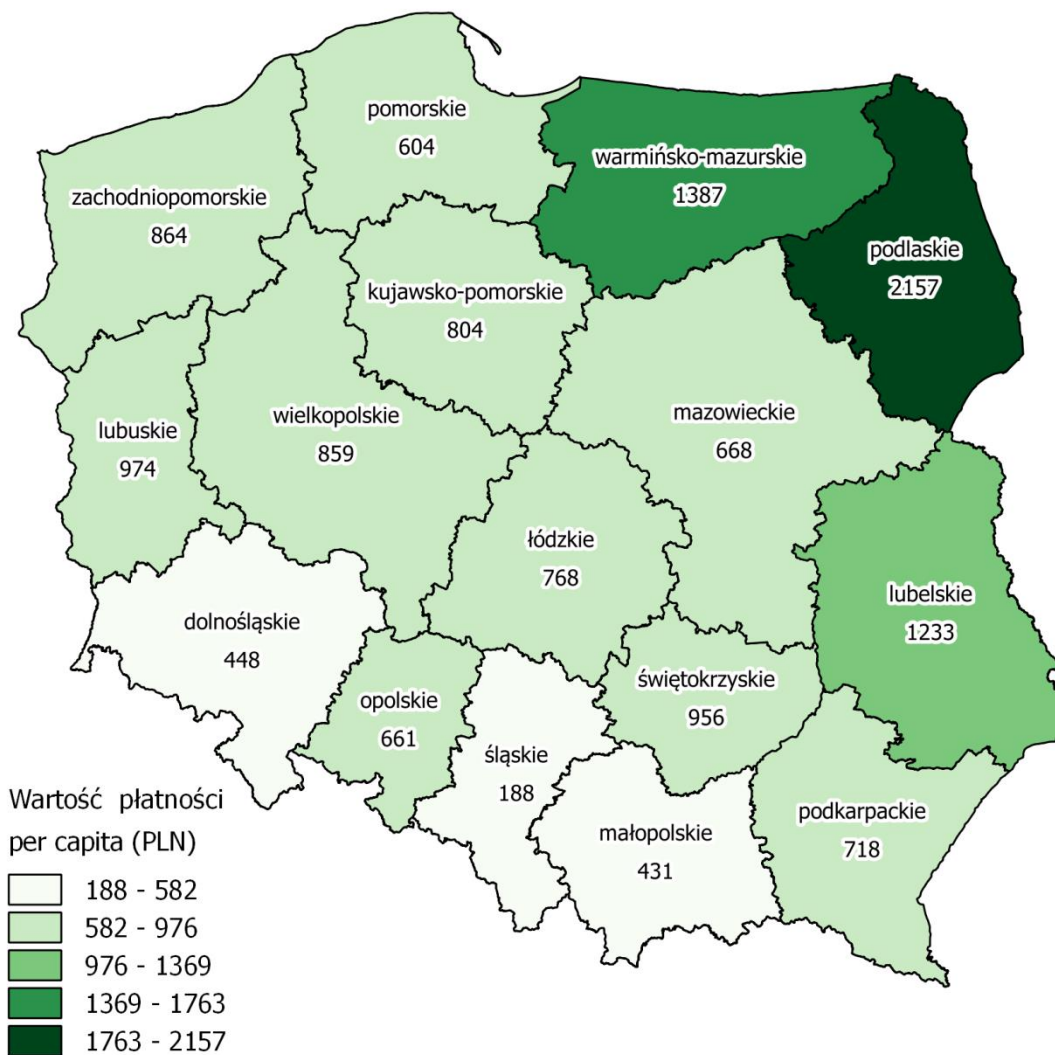 pomorskie
604
warmińsko-mazurskie
1387
zachodniopomorskie
864
podlaskie
2157
kujawsko-pomorskie
804
lubuskie
974
wielkopolskie
859
mazowieckie
668
łódzkie
768
lubelskie
1233
dolnośląskie
448
opolskie
661
świętokrzyskie
956
śląskie
188
małopolskie
431
podkarpackie
718
Wartość płatności
per capita (PLN)
188 - 582
582 - 976
976 - 1369
1369 - 1763
1763 - 2157